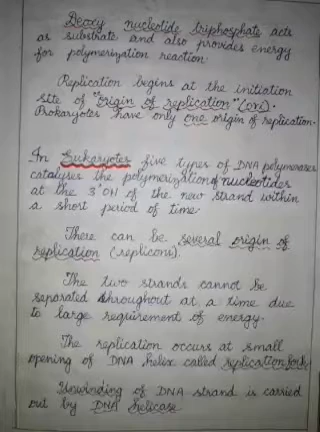 Deoxy nucleotide triphosphate acts
as substrate and also provides energy
for polymerization reaction.
Replication begins at the initiation
site of "origin of replication" (ori).
Prokaryotes have only one origin of replication.
In Eukaryotes five types of DNA polymerases
catalyses the polymerization of nucleotides
at the 3'OH of the new strand within
a short period of time.
There can be several origin of
replication (replicons).
The two strands cannot be
separated throughout at a time due
to large requirement of energy.
The replication occurs at small
opening of DNA helix called replication fork.
Unwinding of DNA strand is carried
out by DNA helicase